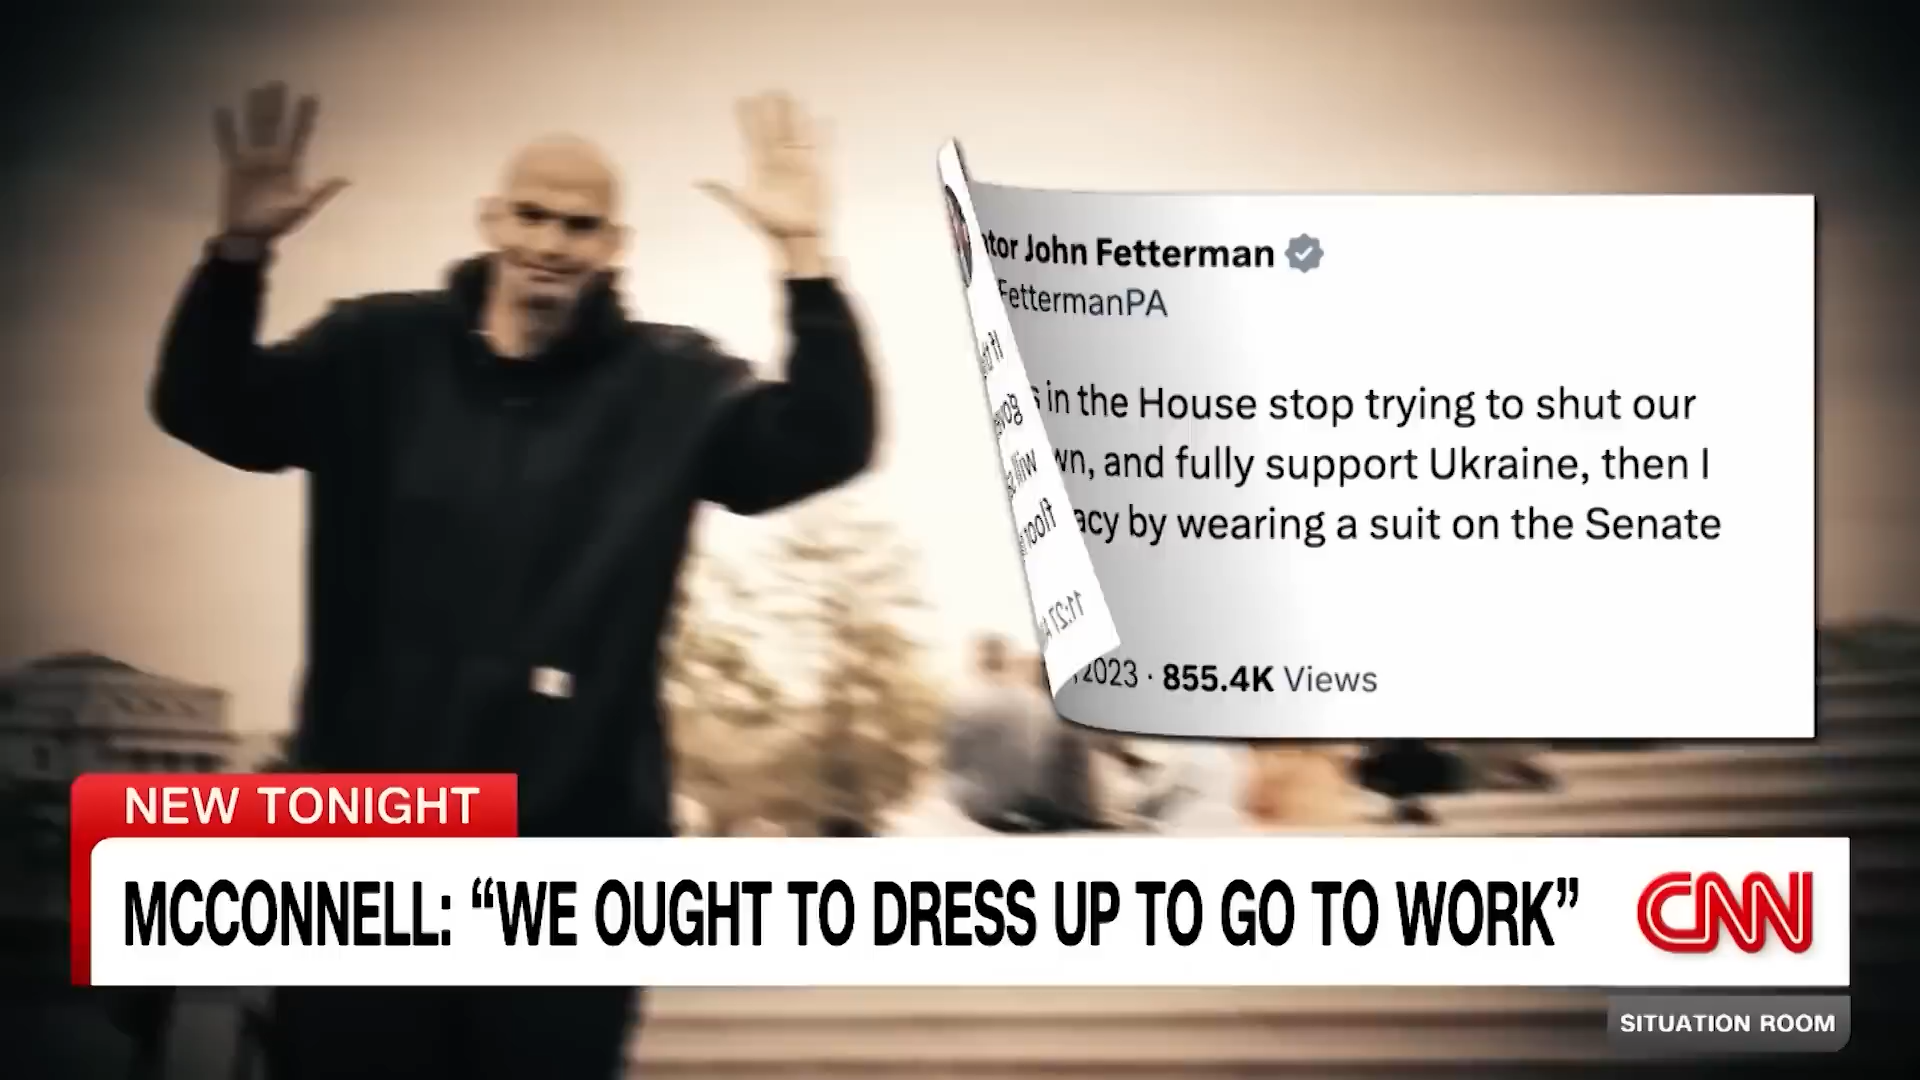 tor John Fetterman
FettermanPA
in the House stop trying to shut our
wn, and fully support Ukraine, then I
acy by wearing a suit on the Senate
2023 · 855.4K Views
NEW TONIGHT
MCCONNELL: “WE OUGHT TO DRESS UP TO GO TO WORK”
CNN
SITUATION ROOM